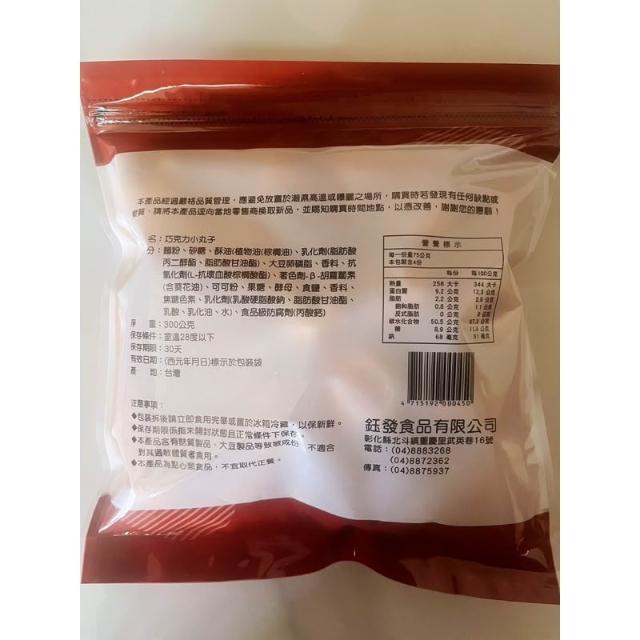 本產品經過嚴格品質管理，應避免放置於潮濕高溫或曝曬之場所，購買時若發現有任何缺點或
變質，請將本產品逕向當地零售商換取新品，並賜知購買時間地點，以憑改善，謝謝您的惠顧！
名：巧克力小丸子
分：麵粉、砂糖、酥油(植物油(棕櫚油)、乳化劑(脂肪酸
丙二醇酯、脂肪酸甘油酯)、大豆卵磷脂、香料、抗
氧化劑(L-抗壞血酸棕櫚酸酯)、著色劑-β-胡蘿蔔素
(含葵花油)、可可粉、果糖、酵母、食鹽、香料、
焦糖色素、乳化劑(乳酸硬脂酸鈉、脂肪酸甘油酯、
乳酸、乳化油、水)、食品級防腐劑(丙酸鈣)
淨　　重：300公克
保存條件：室溫28度以下
保存期限：30天
有效日期：(西元年月日)標示於包裝袋
產　　地：台灣
營養標示
每一份量75公克
本包裝含4份
每份　每100公克
熱量　258 大卡　344 大卡
蛋白質　9.2 公克　12.3 公克
脂肪　2.2 公克　2.9 公克
飽和脂肪　0.8 公克　1.1 公克
反式脂肪　0 公克　0 公克
碳水化合物　50.5 公克　67.3 公克
糖　8.9 公克　11.8 公克
鈉　68 毫克　91 毫克
4715192000450
注意事項：
◆包裝拆後請立即食用完畢或置於冰箱冷藏，以保新鮮。
◆保存期限係指未開封狀態且正常條件下保存。
◆本產品含有麩質製品、大豆製品等致敏成份，不適合
對其過敏體質者食用。
◆本產品為點心類食品，不宜取代正餐。
鈺發食品有限公司
彰化縣北斗鎮重慶里武英巷16號
電話：(04)8883268
(04)8872362
傳真：(04)8875937